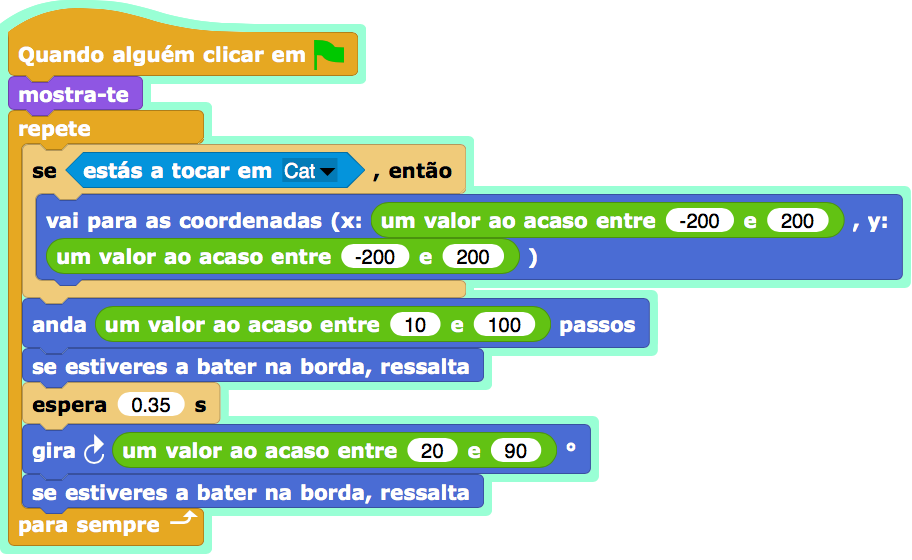 Quando alguém clicar em
mostra-te
repete
se estás a tocar em Cat , então
vai para as coordenadas (x: um valor ao acaso entre -200 e 200 , y:
um valor ao acaso entre -200 e 200 )
anda um valor ao acaso entre 10 e 100 passos
se estiveres a bater na borda, ressalta
espera 0.35 s
gira um valor ao acaso entre 20 e 90 °
se estiveres a bater na borda, ressalta
para sempre